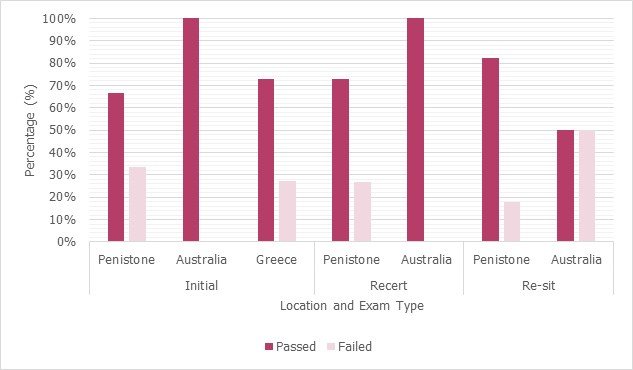 100%
90%
80%
70%
60%
50%
40%
30%
20%
10%
0%
Percentage (%)
Penistone Australia Greece Penistone Australia Penistone Australia
Initial Recert Re-sit
Location and Exam Type
Passed Failed